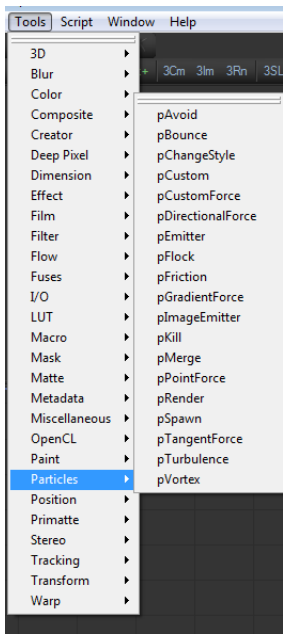 Tools Script Window Help
+ 3Cm 3Im 3Rn 3SL
3D
Blur
Color
Composite
Creator
Deep Pixel
Dimension
Effect
Film
Filter
Flow
Fuses
I/O
LUT
Macro
Mask
Matte
Metadata
Miscellaneous
OpenCL
Paint
Particles
Position
Primatte
Stereo
Tracking
Transform
Warp
pAvoid
pBounce
pChangeStyle
pCustom
pCustomForce
pDirectionalForce
pEmitter
pFlock
pFriction
pGradientForce
pImageEmitter
pKill
pMerge
pPointForce
pRender
pSpawn
pTangentForce
pTurbulence
pVortex